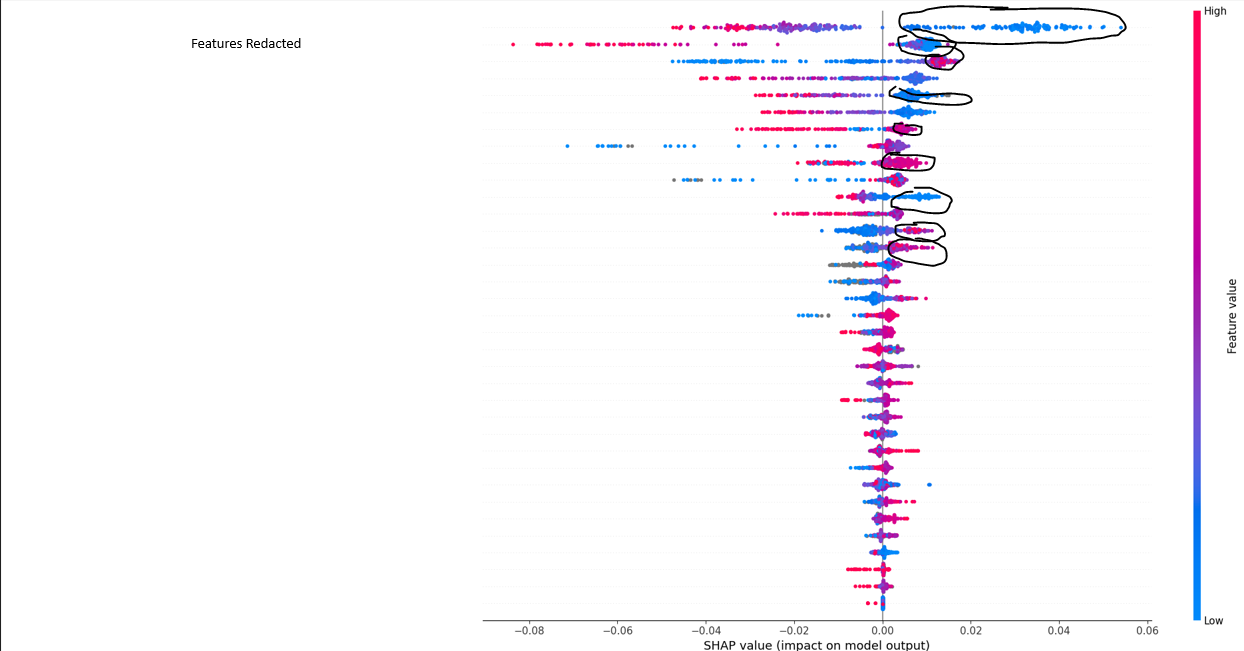 High
Features Redacted
Feature value
Low
−0.08 −0.06 −0.04 −0.02 0.00 0.02 0.04 0.06
SHAP value (impact on model output)